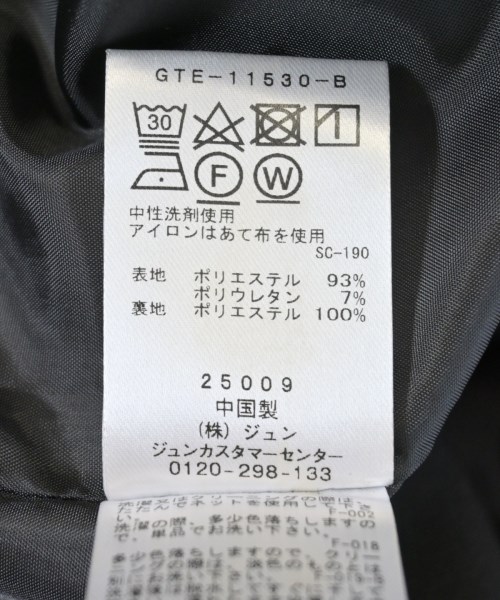 GTE-11530-B
30
F W
中性洗剤使用
アイロンはあて布を使用
SC-190
表地 ポリエステル 93%
ポリウレタン 7%
裏地 ポリエステル 100%
25009
中国製
(株)ジュン
ジュンカスタマーセンター
0120-298-133
F-002
F-018